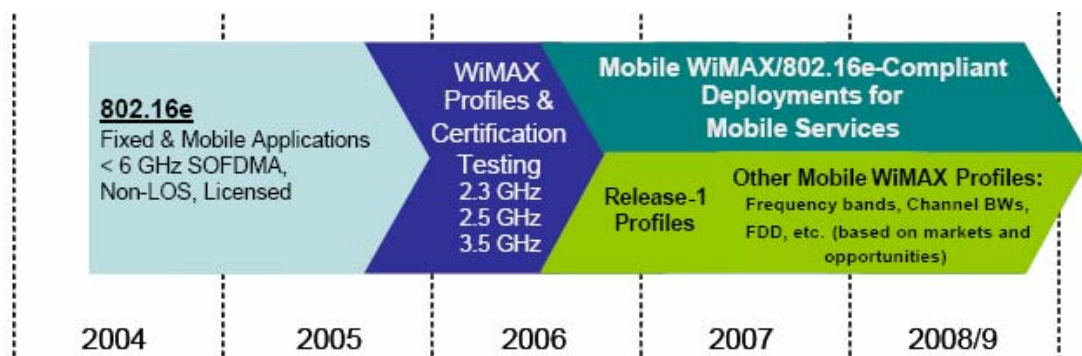 802.16e
Fixed & Mobile Applications
< 6 GHz SOFDMA,
Non-LOS, Licensed
WiMAX
Profiles &
Certification
Testing
2.3 GHz
2.5 GHz
3.5 GHz
Mobile WiMAX/802.16e-Compliant
Deployments for
Mobile Services
Release-1
Profiles
Other Mobile WiMAX Profiles:
Frequency bands, Channel BWs,
FDD, etc. (based on markets and
opportunities)
2004
2005
2006
2007
2008/9